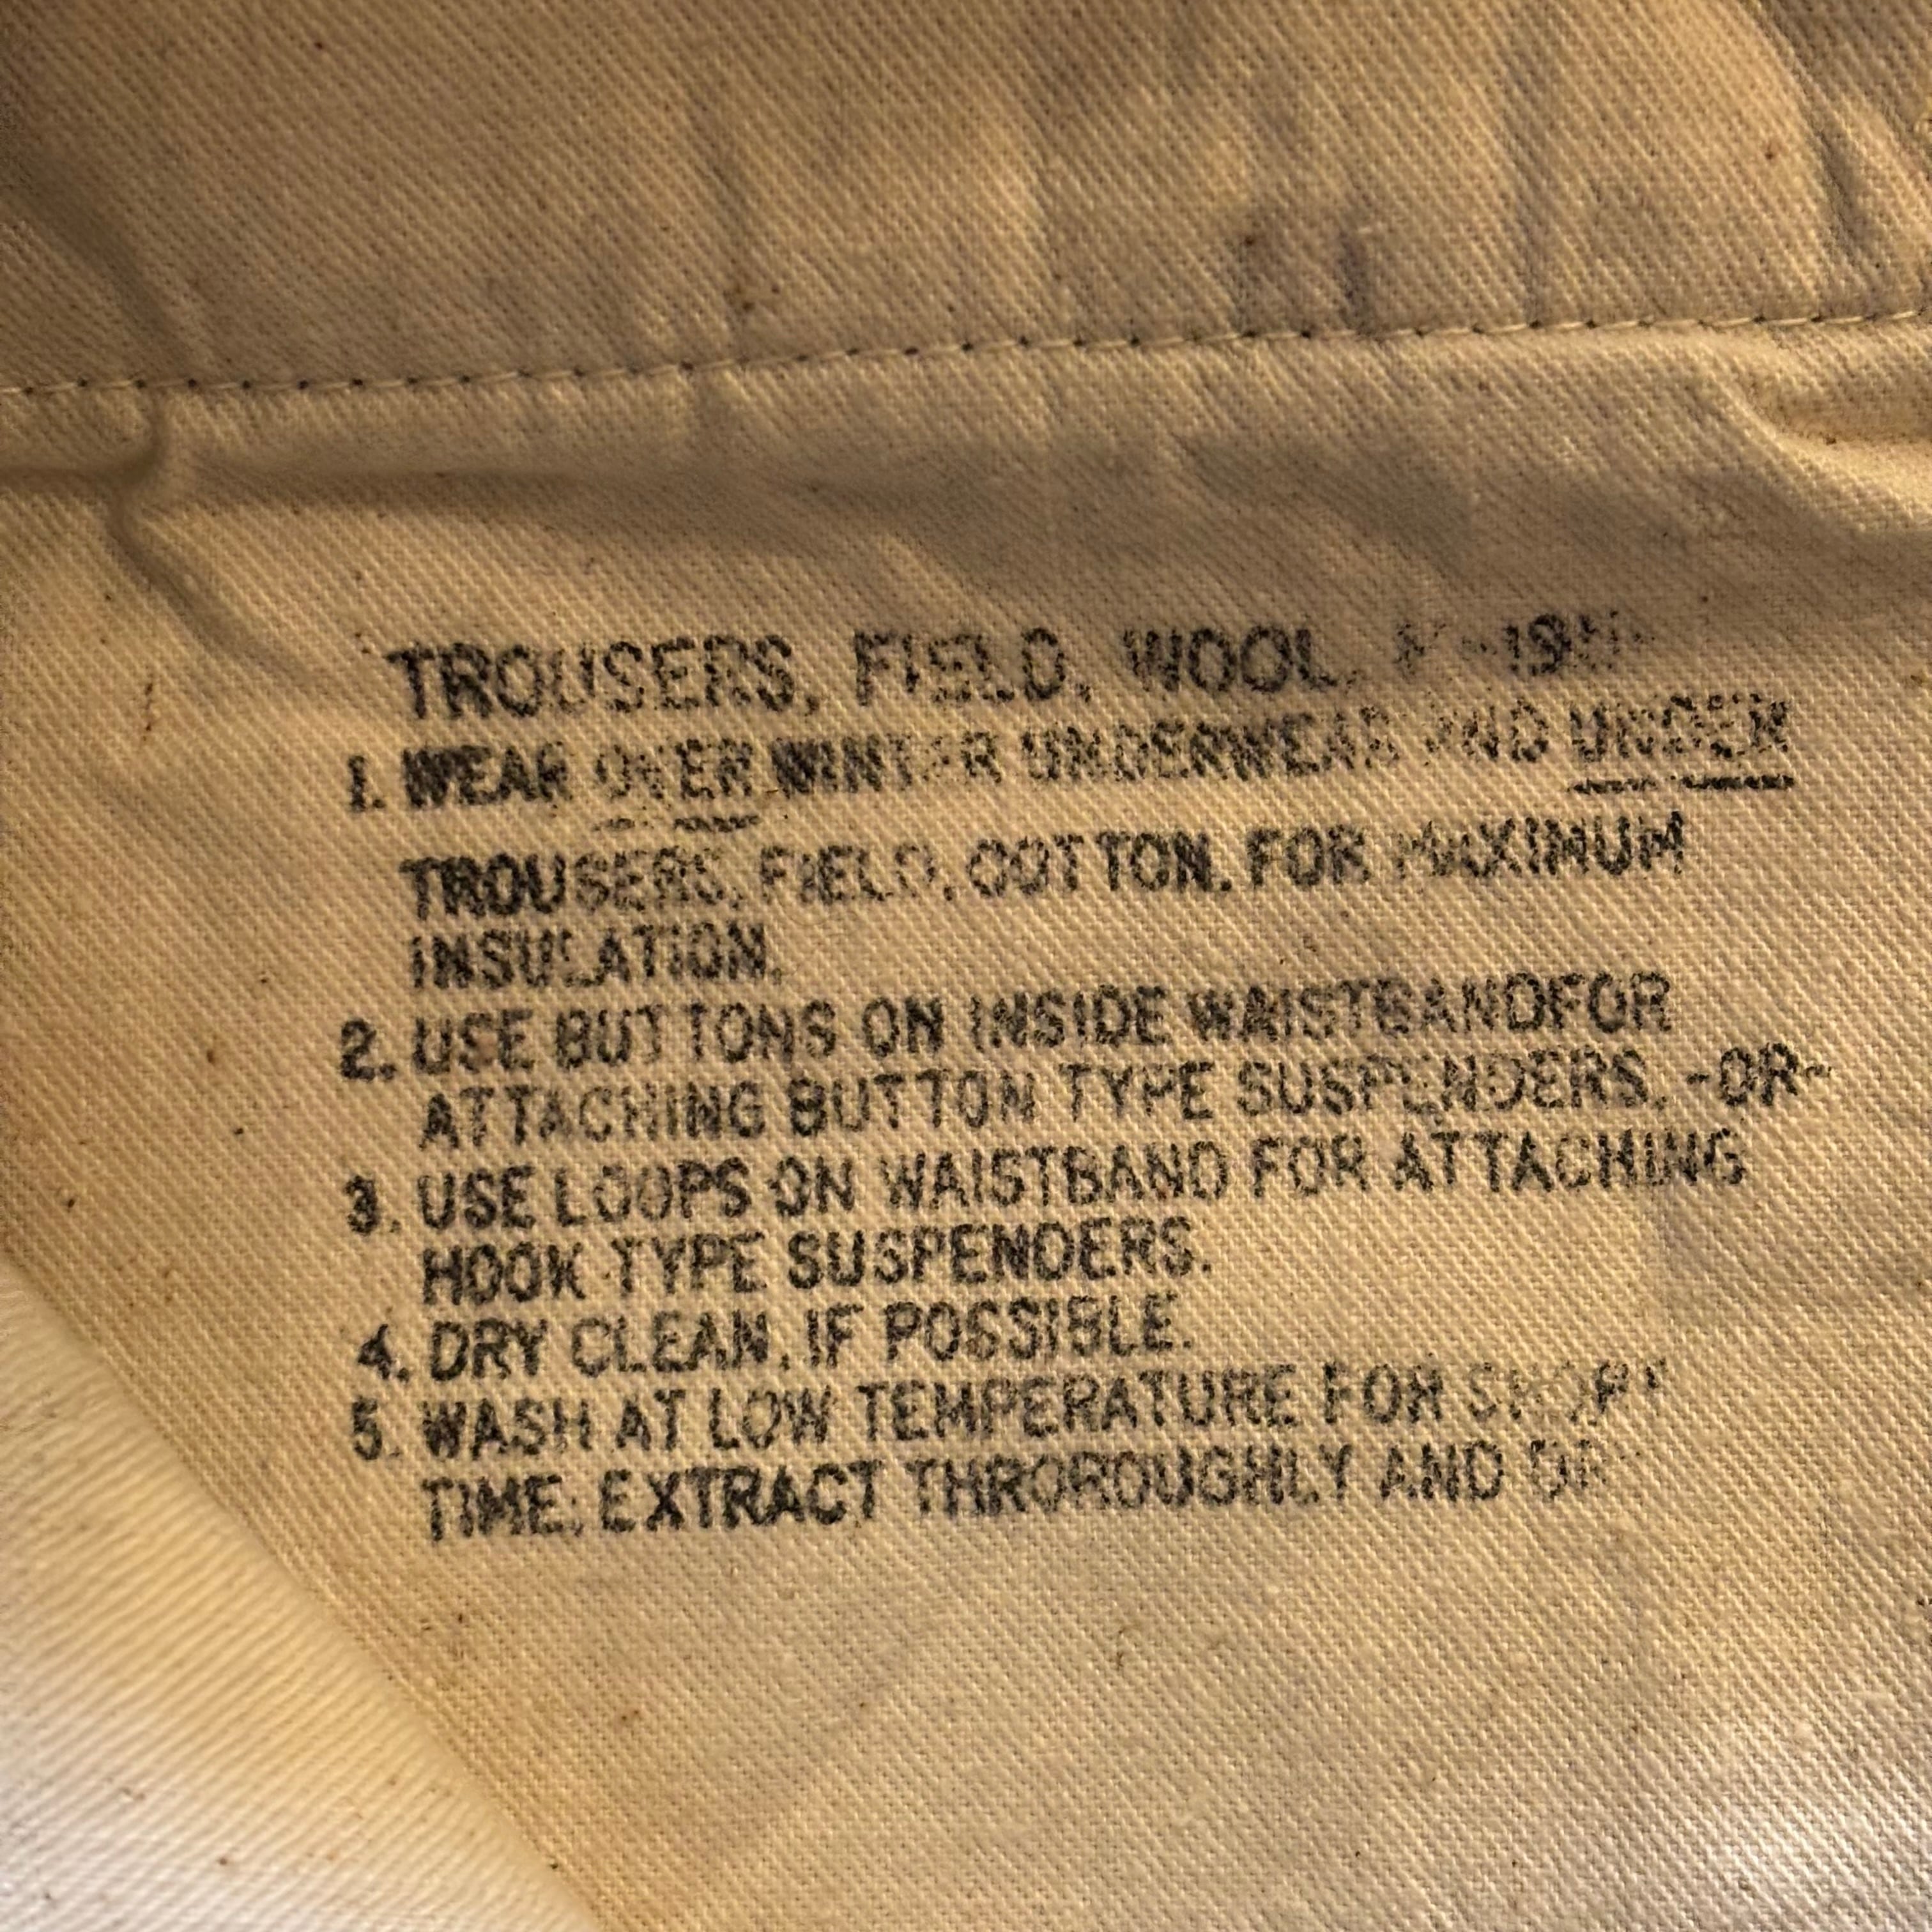 TROUSERS, FIELD, WOOL,
1. WEAR OVER WINTER UNDERWEAR AND UNDER
TROUSERS, FIELD, COTTON, FOR MAXIMUM
INSULATION.
2. USE BUTTONS ON INSIDE WAISTBANDFOR
ATTACHING BUTTON TYPE SUSPENDERS. -OR-
3. USE LOOPS ON WAISTBAND FOR ATTACHING
HOOK TYPE SUSPENDERS.
4. DRY CLEAN, IF POSSIBLE.
5. WASH AT LOW TEMPERATURE FOR SHORT
TIME; EXTRACT THROROUGHLY AND